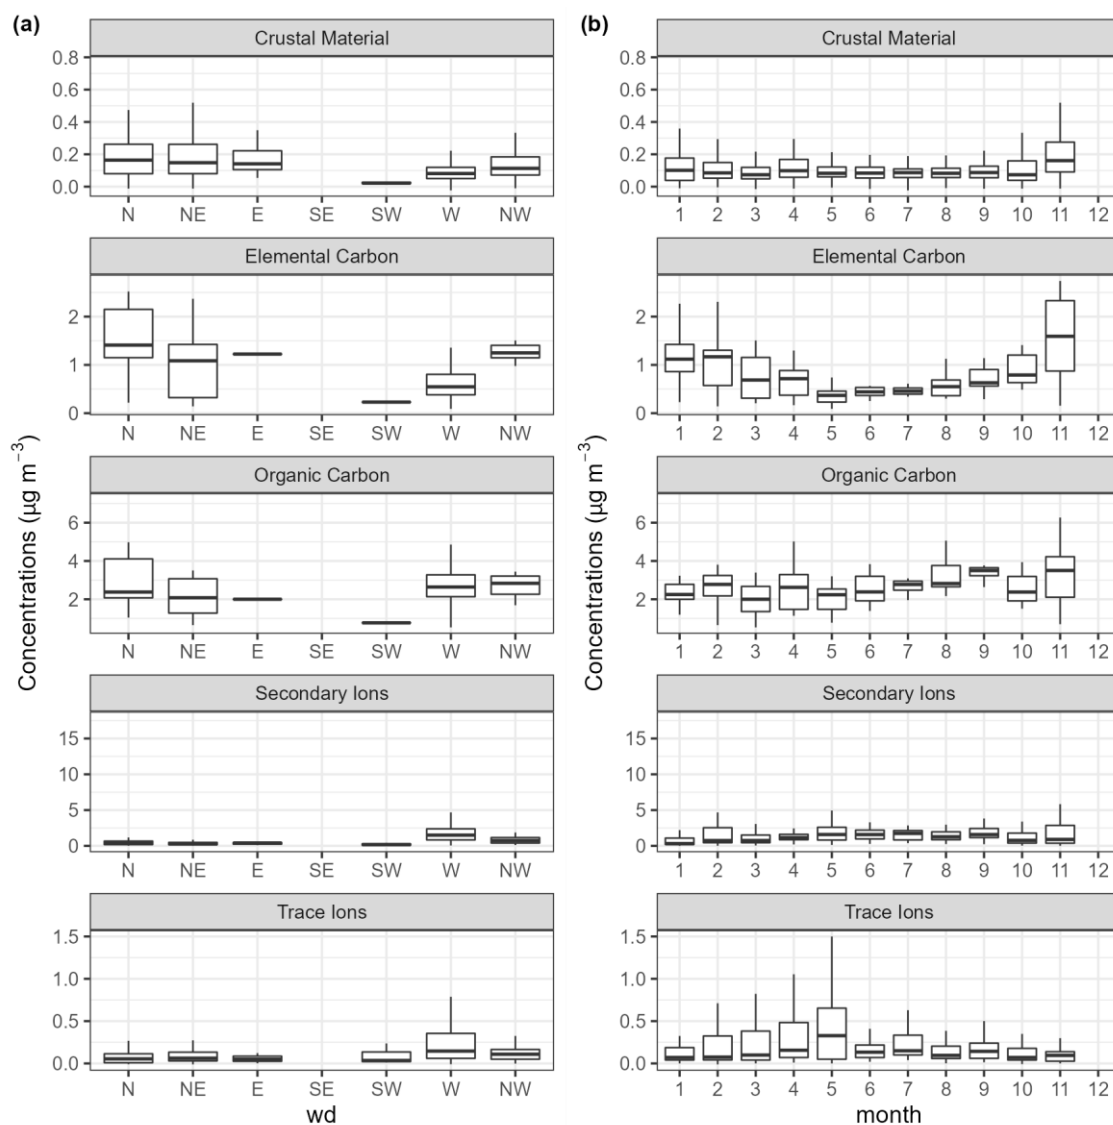 (a)
Concentrations (µg m⁻³)
Crustal Material
0.8
0.6
0.4
0.2
0.0
N NE E SE SW W NW
Elemental Carbon
2
1
0
N NE E SE SW W NW
Organic Carbon
6
4
2
N NE E SE SW W NW
Secondary Ions
15
10
5
0
N NE E SE SW W NW
Trace Ions
1.5
1.0
0.5
0.0
N NE E SE SW W NW
wd
(b)
Concentrations (µg m⁻³)
Crustal Material
0.8
0.6
0.4
0.2
0.0
1 2 3 4 5 6 7 8 9 10 11 12
Elemental Carbon
2
1
0
1 2 3 4 5 6 7 8 9 10 11 12
Organic Carbon
6
4
2
1 2 3 4 5 6 7 8 9 10 11 12
Secondary Ions
15
10
5
0
1 2 3 4 5 6 7 8 9 10 11 12
Trace Ions
1.5
1.0
0.5
0.0
1 2 3 4 5 6 7 8 9 10 11 12
month